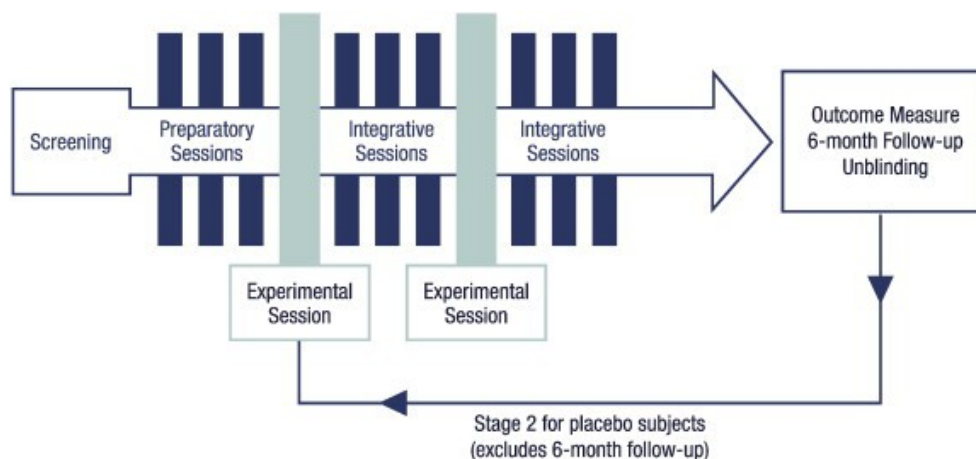 Screening
Preparatory
Sessions
Integrative
Sessions
Integrative
Sessions
Outcome Measure
6-month Follow-up
Unblinding
Experimental
Session
Experimental
Session
Stage 2 for placebo subjects
(excludes 6-month follow-up)